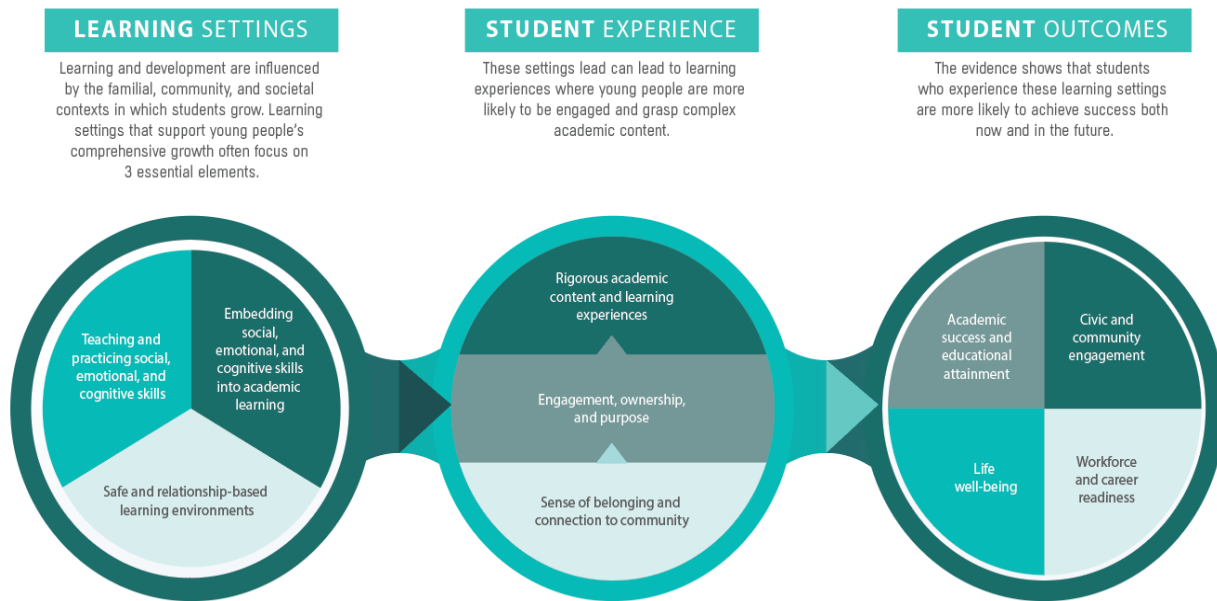 LEARNING SETTINGS
Learning and development are influenced
by the familial, community, and societal
contexts in which students grow. Learning
settings that support young people's
comprehensive growth often focus on
3 essential elements.
STUDENT EXPERIENCE
These settings lead can lead to learning
experiences where young people are more
likely to be engaged and grasp complex
academic content.
STUDENT OUTCOMES
The evidence shows that students
who experience these learning settings
are more likely to achieve success both
now and in the future.
Teaching and
practicing social,
emotional, and
cognitive skills
Embedding
social,
emotional, and
cognitive skills
into academic
learning
Safe and relationship-based
learning environments
Rigorous academic
content and learning
experiences
Engagement, ownership,
and purpose
Sense of belonging and
connection to community
Academic
success and
educational
attainment
Civic and
community
engagement
Life
well-being
Workforce
and career
readiness